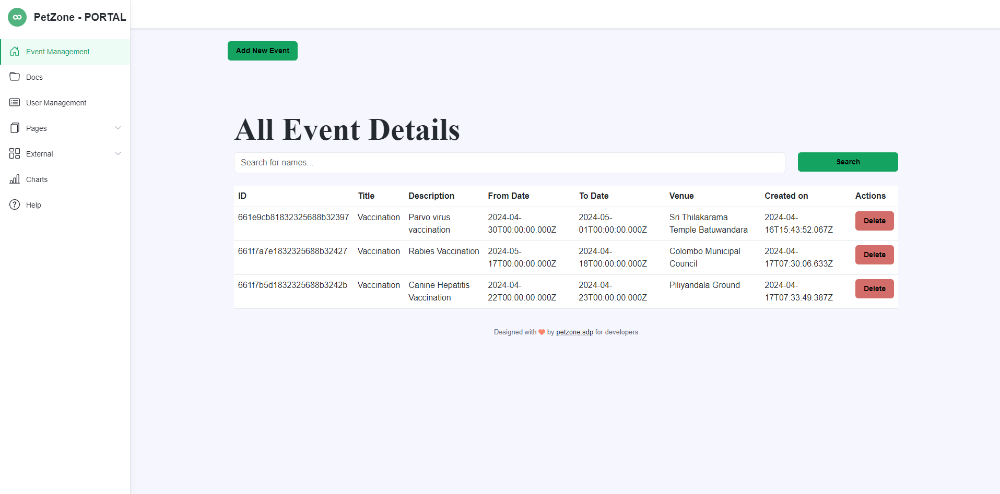 PetZone - PORTAL
Event Management
Docs
User Management
Pages
External
Charts
Help
Add New Event
All Event Details
Search for names...
Search
ID Title Description From Date To Date Venue Created on Actions
661e9cb81832325688b32397 Vaccination Parvo virus 2024-04- 2024-05- Sri Thilakarama 2024-04- Delete
vaccination 30T00:00:00.000Z 01T00:00:00.000Z Temple Batuwandara 16T15:43:52.067Z
661f7a7e1832325688b32427 Vaccination Rabies Vaccination 2024-05- 2024-04- Colombo Municipal 2024-04- Delete
17T00:00:00.000Z 18T00:00:00.000Z Council 17T07:30:06.633Z
661f7b5d1832325688b3242b Vaccination Canine Hepatitis 2024-04- 2024-04- Piliyandala Ground 2024-04- Delete
Vaccination 22T00:00:00.000Z 23T00:00:00.000Z 17T07:33:49.387Z
Designed with by petzone.sdp for developers